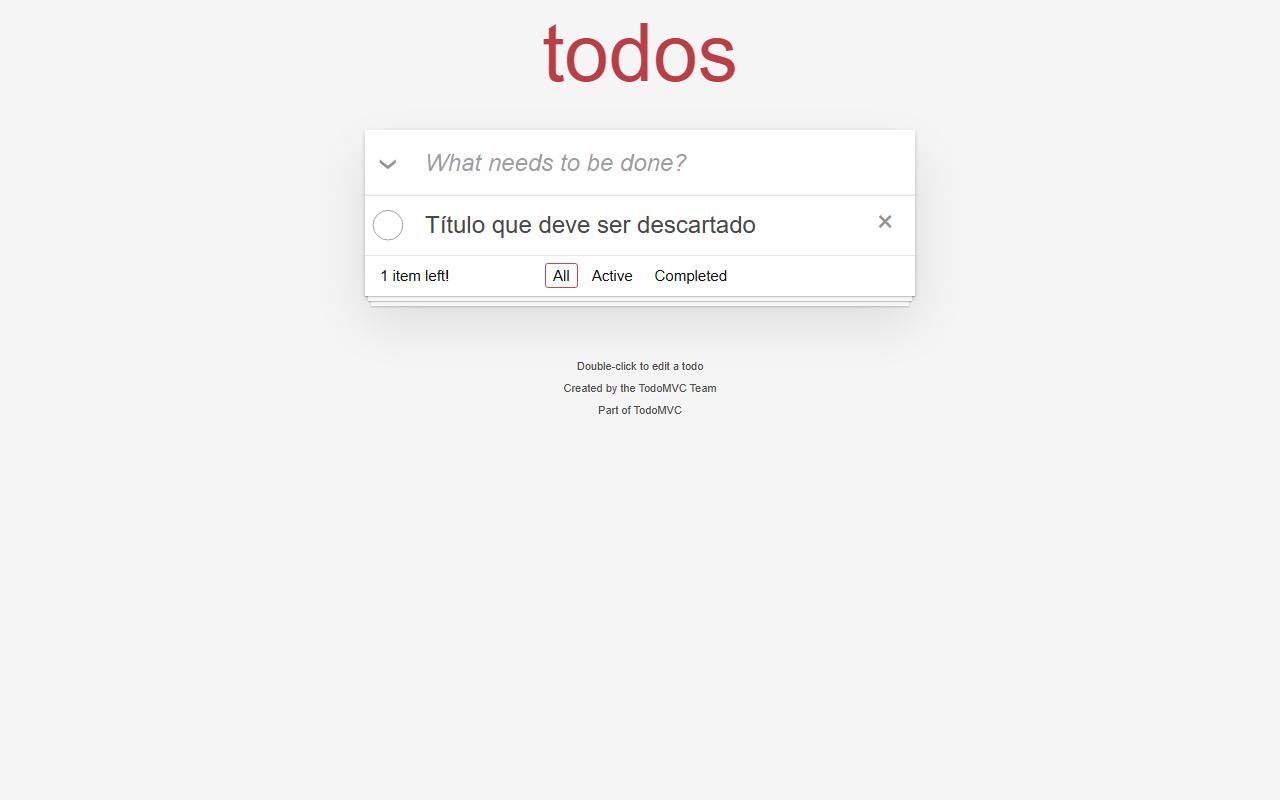 todos
What needs to be done?
Título que deve ser descartado
1 item left!
All Active Completed
Double-click to edit a todo
Created by the TodoMVC Team
Part of TodoMVC